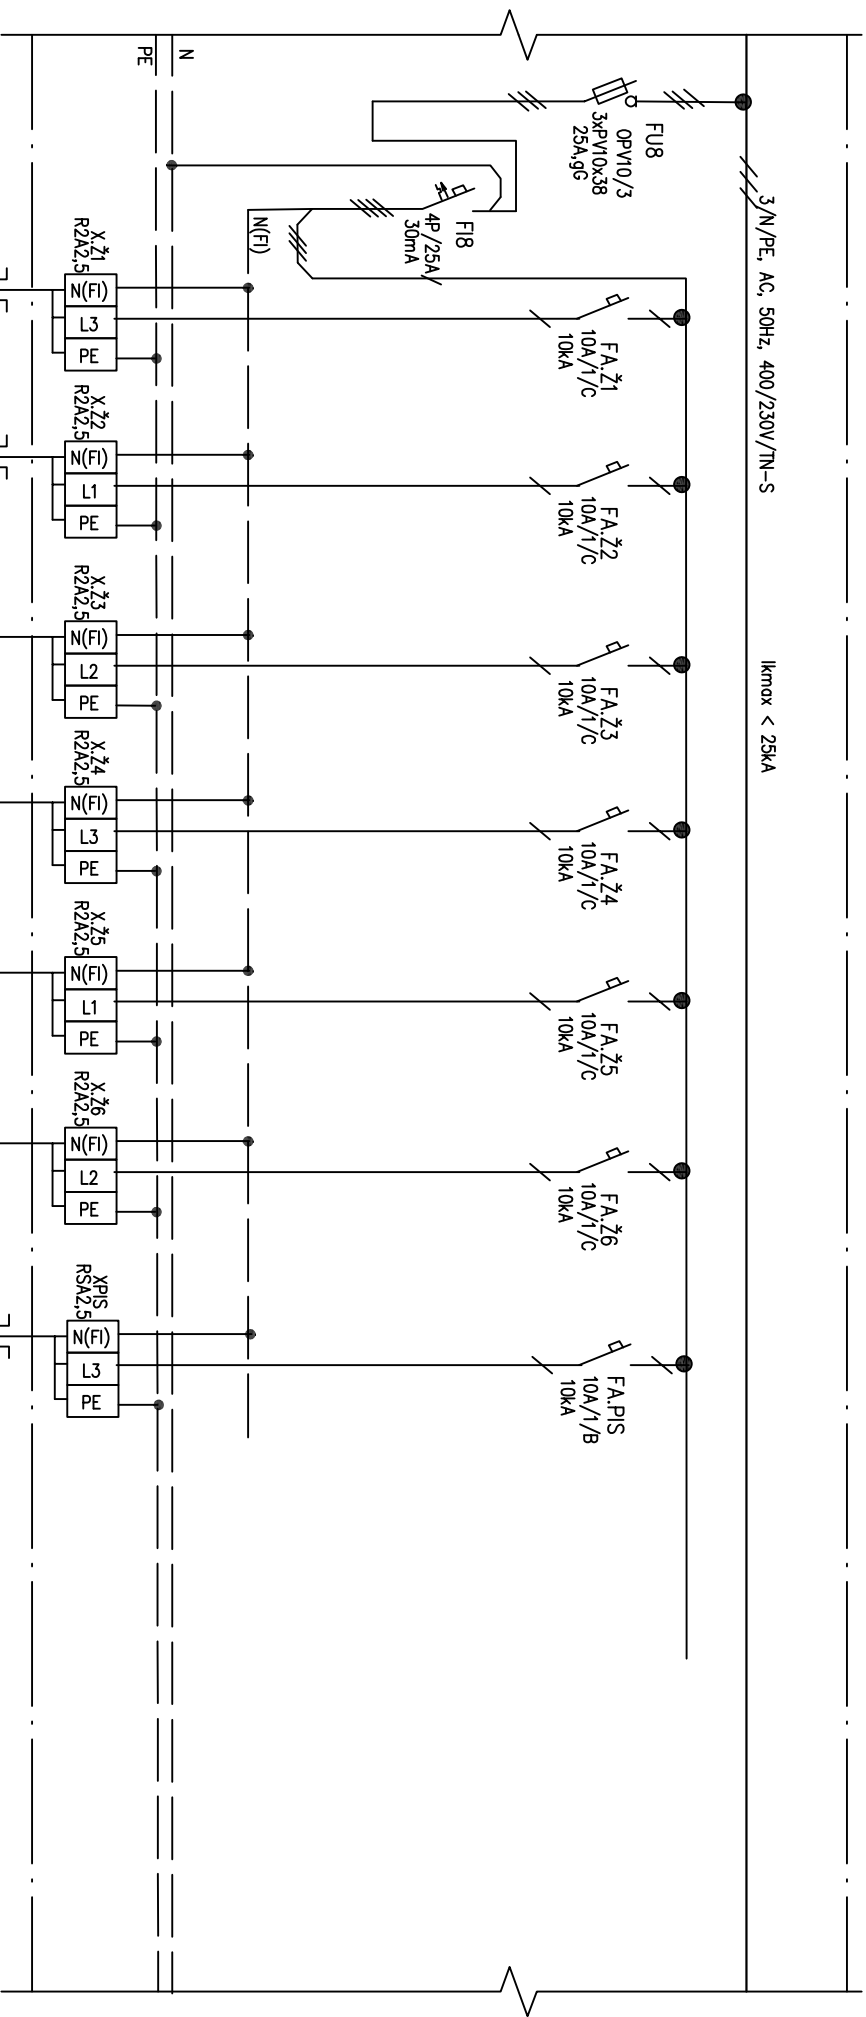 3/N/PE, AC, 50Hz, 400/230V/TN-S
Ikmax < 25kA
FU8
OPV10/3
3xPV10x38
25A,gG
FI8
4P/25A
30mA
N(FI)
N
PE
FA.Ž1
10A/1/C
10kA
FA.Ž2
10A/1/C
10kA
FA.Ž3
10A/1/C
10kA
FA.Ž4
10A/1/C
10kA
FA.Ž5
10A/1/C
10kA
FA.Ž6
10A/1/C
10kA
FA.PIS
10A/1/B
10kA
X.Ž1
R2A2,5
N(FI)
L3
PE
X.Ž2
R2A2,5
N(FI)
L1
PE
X.Ž3
R2A2,5
N(FI)
L2
PE
X.Ž4
R2A2,5
N(FI)
L3
PE
X.Ž5
R2A2,5
N(FI)
L1
PE
X.Ž6
R2A2,5
N(FI)
L2
PE
XPIS
RSA2,5
N(FI)
L3
PE